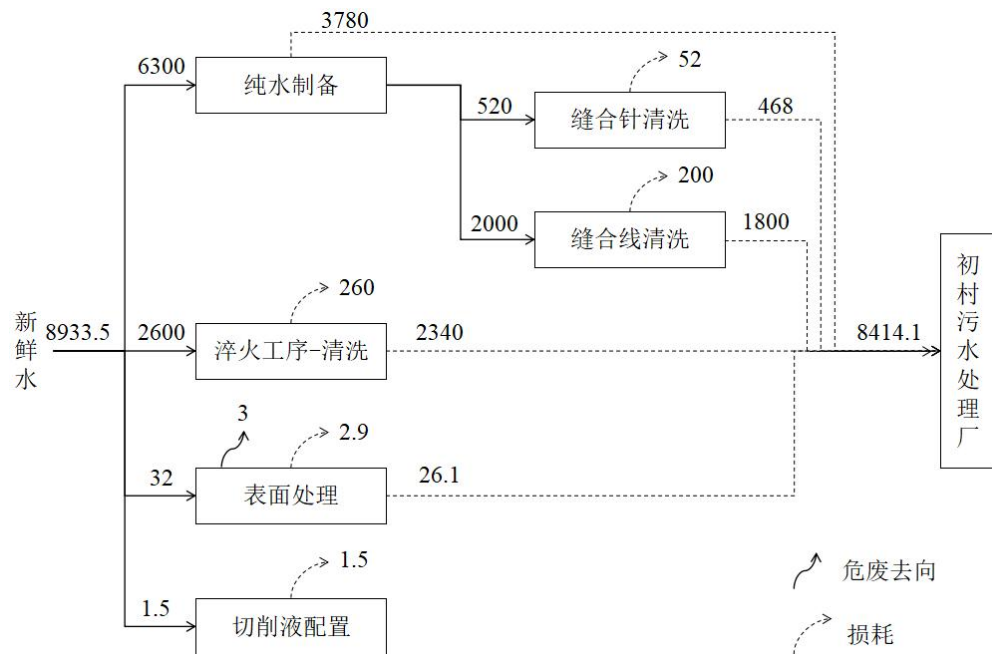 3780
6300
纯水制备
52
520
缝合针清洗
468
200
2000
缝合线清洗
1800
新鲜水
8933.5
260
2600
淬火工序-清洗
2340
8414.1
初村污水处理厂
3
2.9
32
表面处理
26.1
1.5
1.5
切削液配置
危废去向
损耗